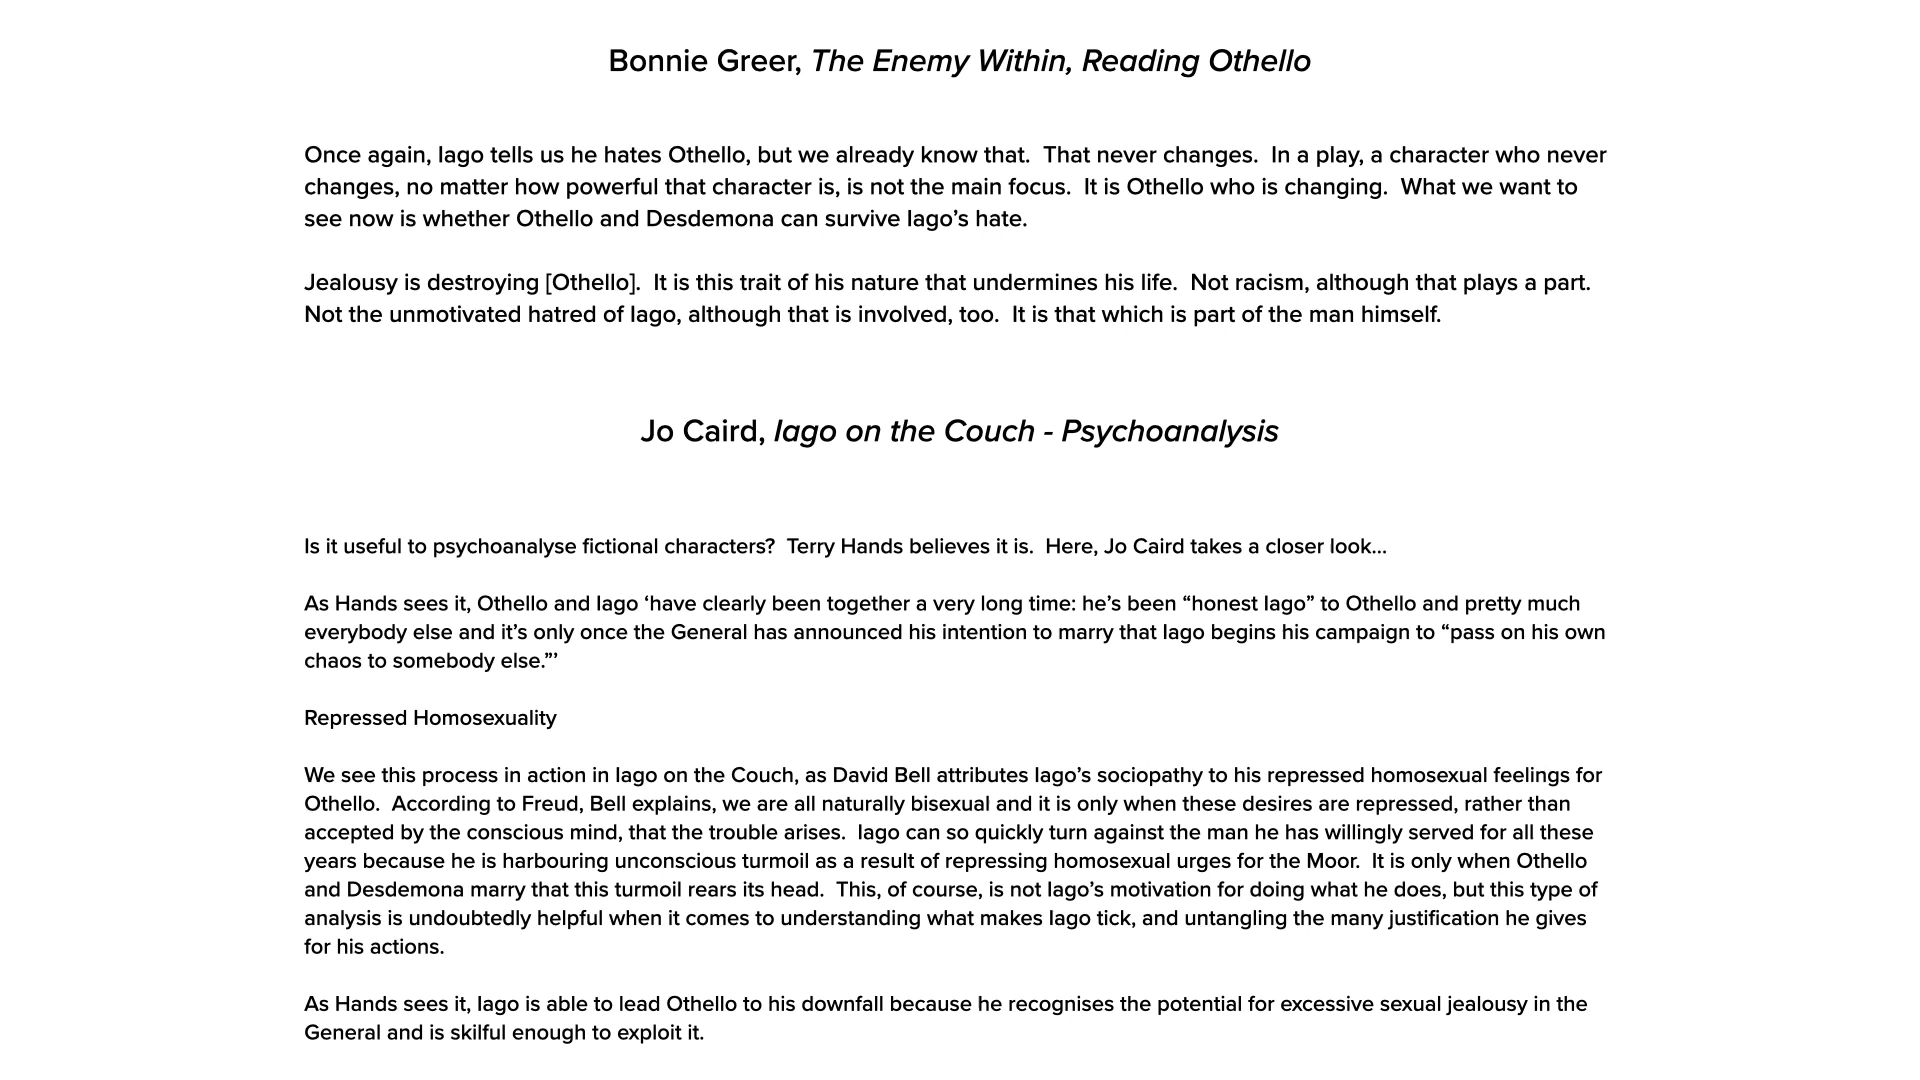 Bonnie Greer, The Enemy Within, Reading Othello
Once again, Iago tells us he hates Othello, but we already know that.  That never changes.  In a play, a character who never
changes, no matter how powerful that character is, is not the main focus.  It is Othello who is changing.  What we want to
see now is whether Othello and Desdemona can survive Iago’s hate.
Jealousy is destroying [Othello].  It is this trait of his nature that undermines his life.  Not racism, although that plays a part.
Not the unmotivated hatred of Iago, although that is involved, too.  It is that which is part of the man himself.
Jo Caird, Iago on the Couch - Psychoanalysis
Is it useful to psychoanalyse fictional characters?  Terry Hands believes it is.  Here, Jo Caird takes a closer look...
As Hands sees it, Othello and Iago ‘have clearly been together a very long time: he’s been “honest Iago” to Othello and pretty much
everybody else and it’s only once the General has announced his intention to marry that Iago begins his campaign to “pass on his own
chaos to somebody else.”’
Repressed Homosexuality
We see this process in action in Iago on the Couch, as David Bell attributes Iago’s sociopathy to his repressed homosexual feelings for
Othello.  According to Freud, Bell explains, we are all naturally bisexual and it is only when these desires are repressed, rather than
accepted by the conscious mind, that the trouble arises.  Iago can so quickly turn against the man he has willingly served for all these
years because he is harbouring unconscious turmoil as a result of repressing homosexual urges for the Moor.  It is only when Othello
and Desdemona marry that this turmoil rears its head.  This, of course, is not Iago’s motivation for doing what he does, but this type of
analysis is undoubtedly helpful when it comes to understanding what makes Iago tick, and untangling the many justification he gives
for his actions.
As Hands sees it, Iago is able to lead Othello to his downfall because he recognises the potential for excessive sexual jealousy in the
General and is skilful enough to exploit it.